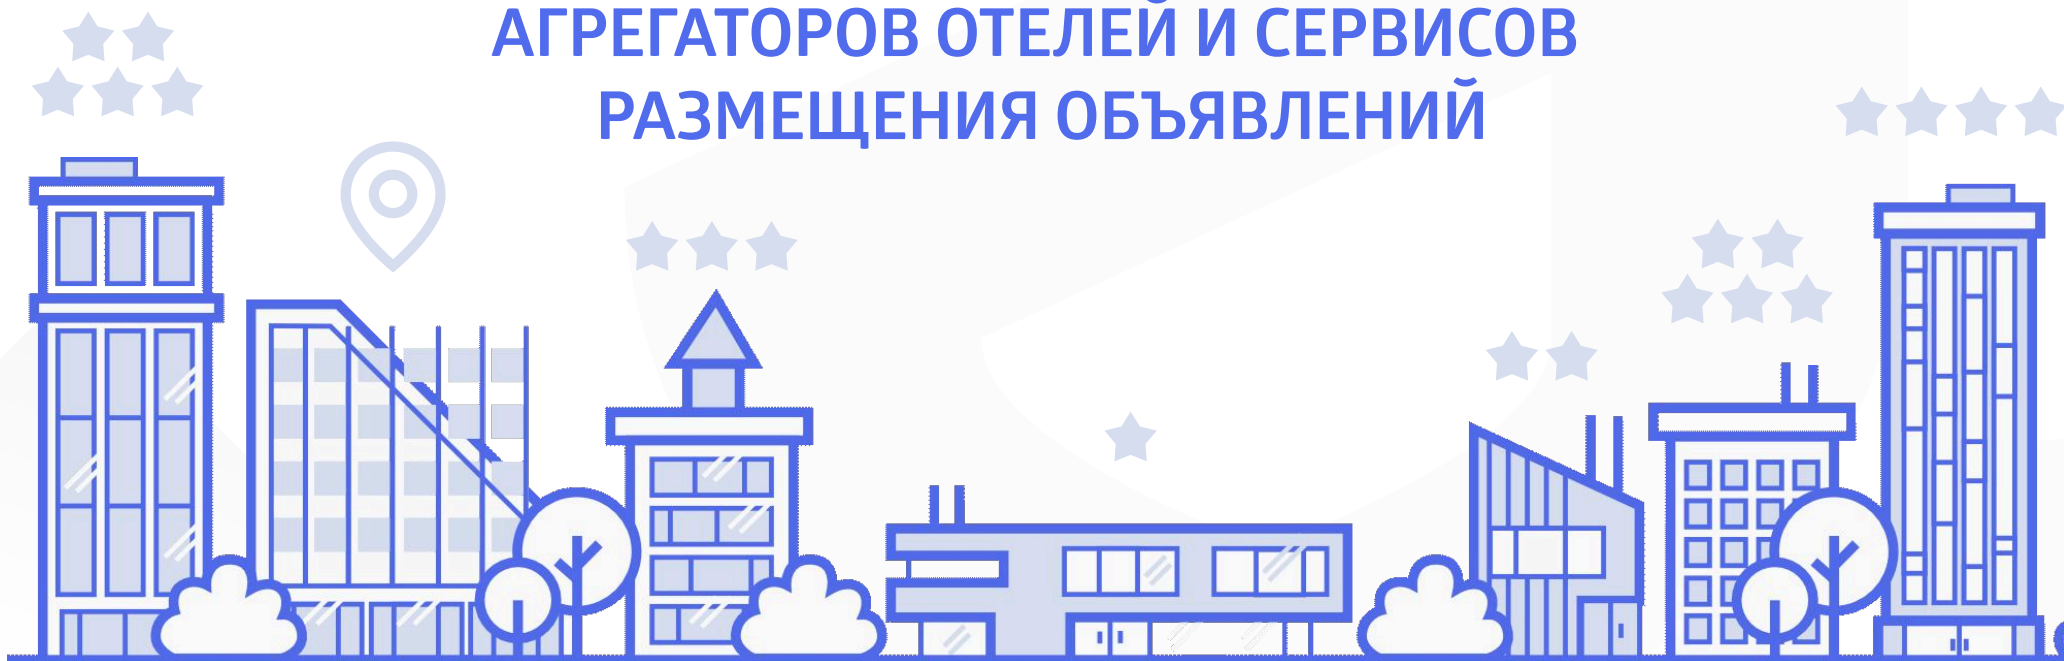 АГРЕГАТОРОВ ОТЕЛЕЙ И СЕРВИСОВ
РАЗМЕЩЕНИЯ ОБЪЯВЛЕНИЙ